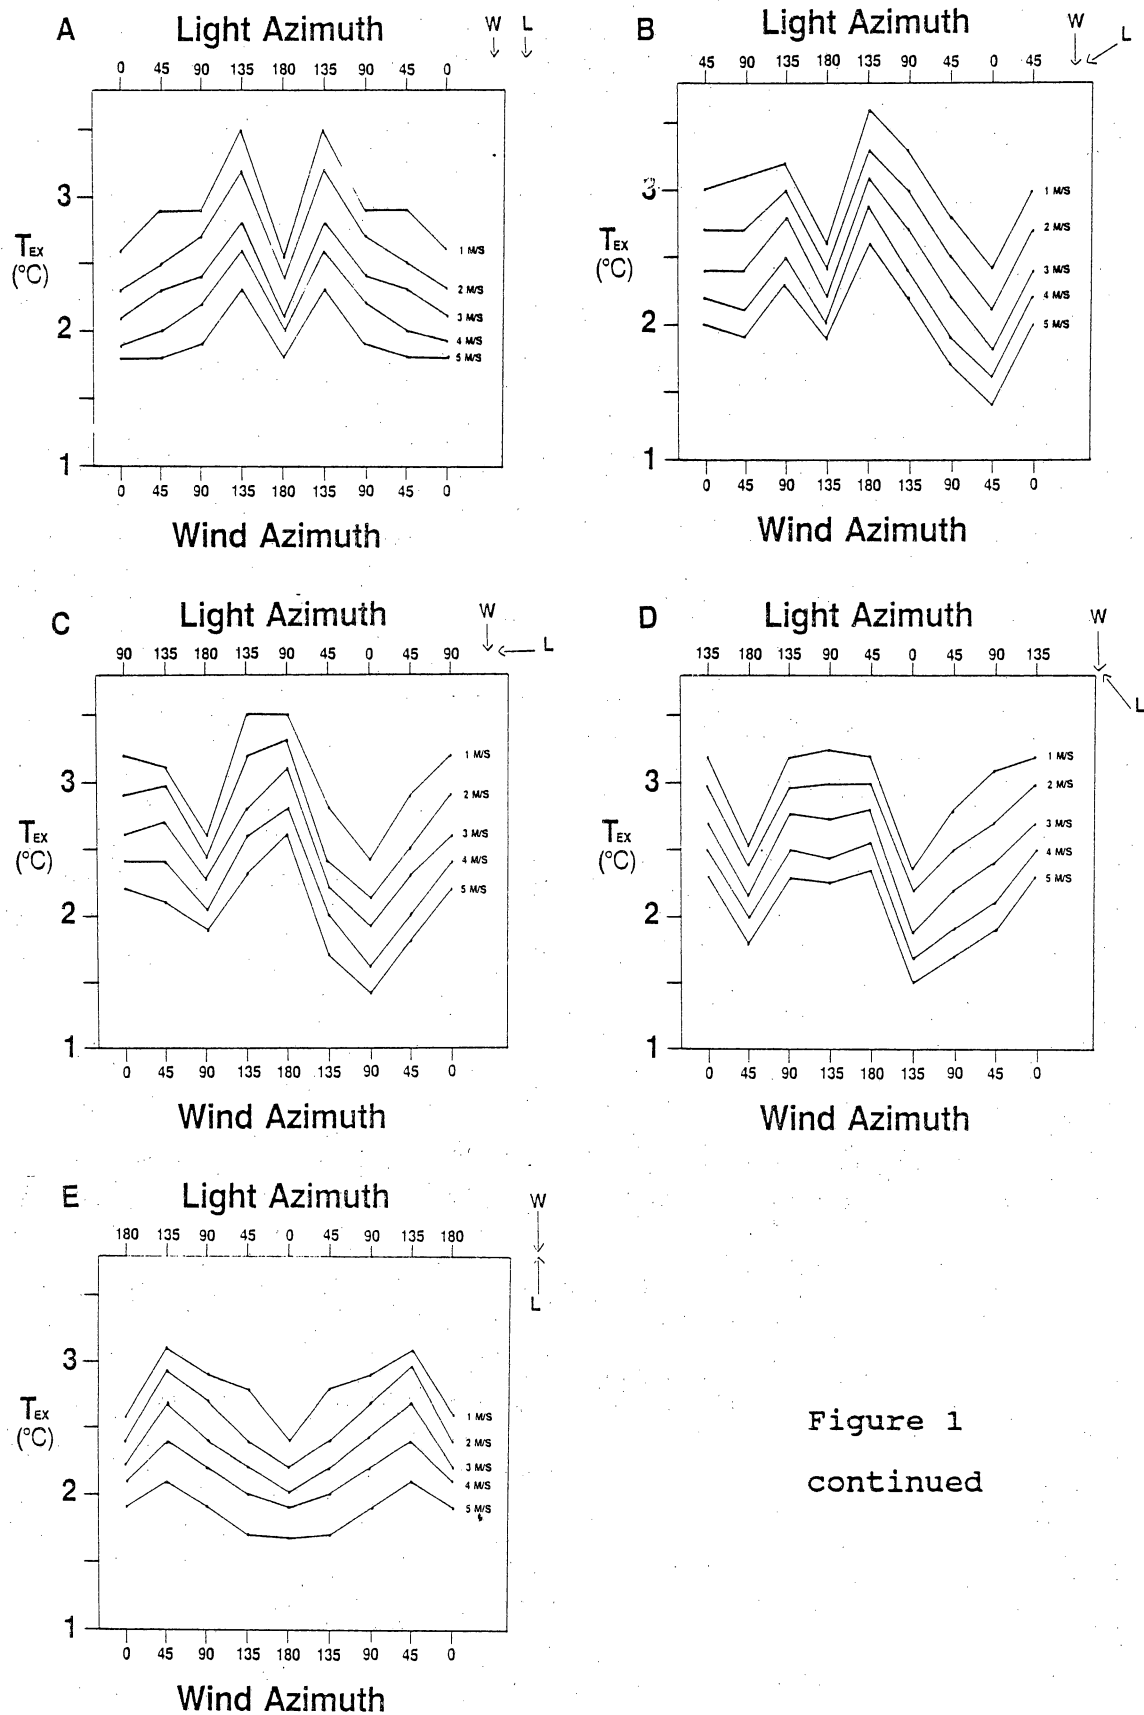 A Light Azimuth W L
0 45 90 135 180 135 90 45 0
3
2
1
TEX
(°C)
1 M/S
2 M/S
3 M/S
4 M/S
5 M/S
0 45 90 135 180 135 90 45 0
Wind Azimuth
B Light Azimuth W L
45 90 135 180 135 90 45 0 45
3
2
1
TEX
(°C)
1 M/S
2 M/S
3 M/S
4 M/S
5 M/S
0 45 90 135 180 135 90 45 0
Wind Azimuth
C Light Azimuth W L
90 135 180 135 90 45 0 45 90
3
2
1
TEX
(°C)
1 M/S
2 M/S
3 M/S
4 M/S
5 M/S
0 45 90 135 180 135 90 45 0
Wind Azimuth
D Light Azimuth W L
135 180 135 90 45 0 45 90 135
3
2
1
TEX
(°C)
1 M/S
2 M/S
3 M/S
4 M/S
5 M/S
0 45 90 135 180 135 90 45 0
Wind Azimuth
E Light Azimuth W L
180 135 90 45 0 45 90 135 180
3
2
1
TEX
(°C)
1 M/S
2 M/S
3 M/S
4 M/S
5 M/S
0 45 90 135 180 135 90 45 0
Wind Azimuth
Figure 1
continued